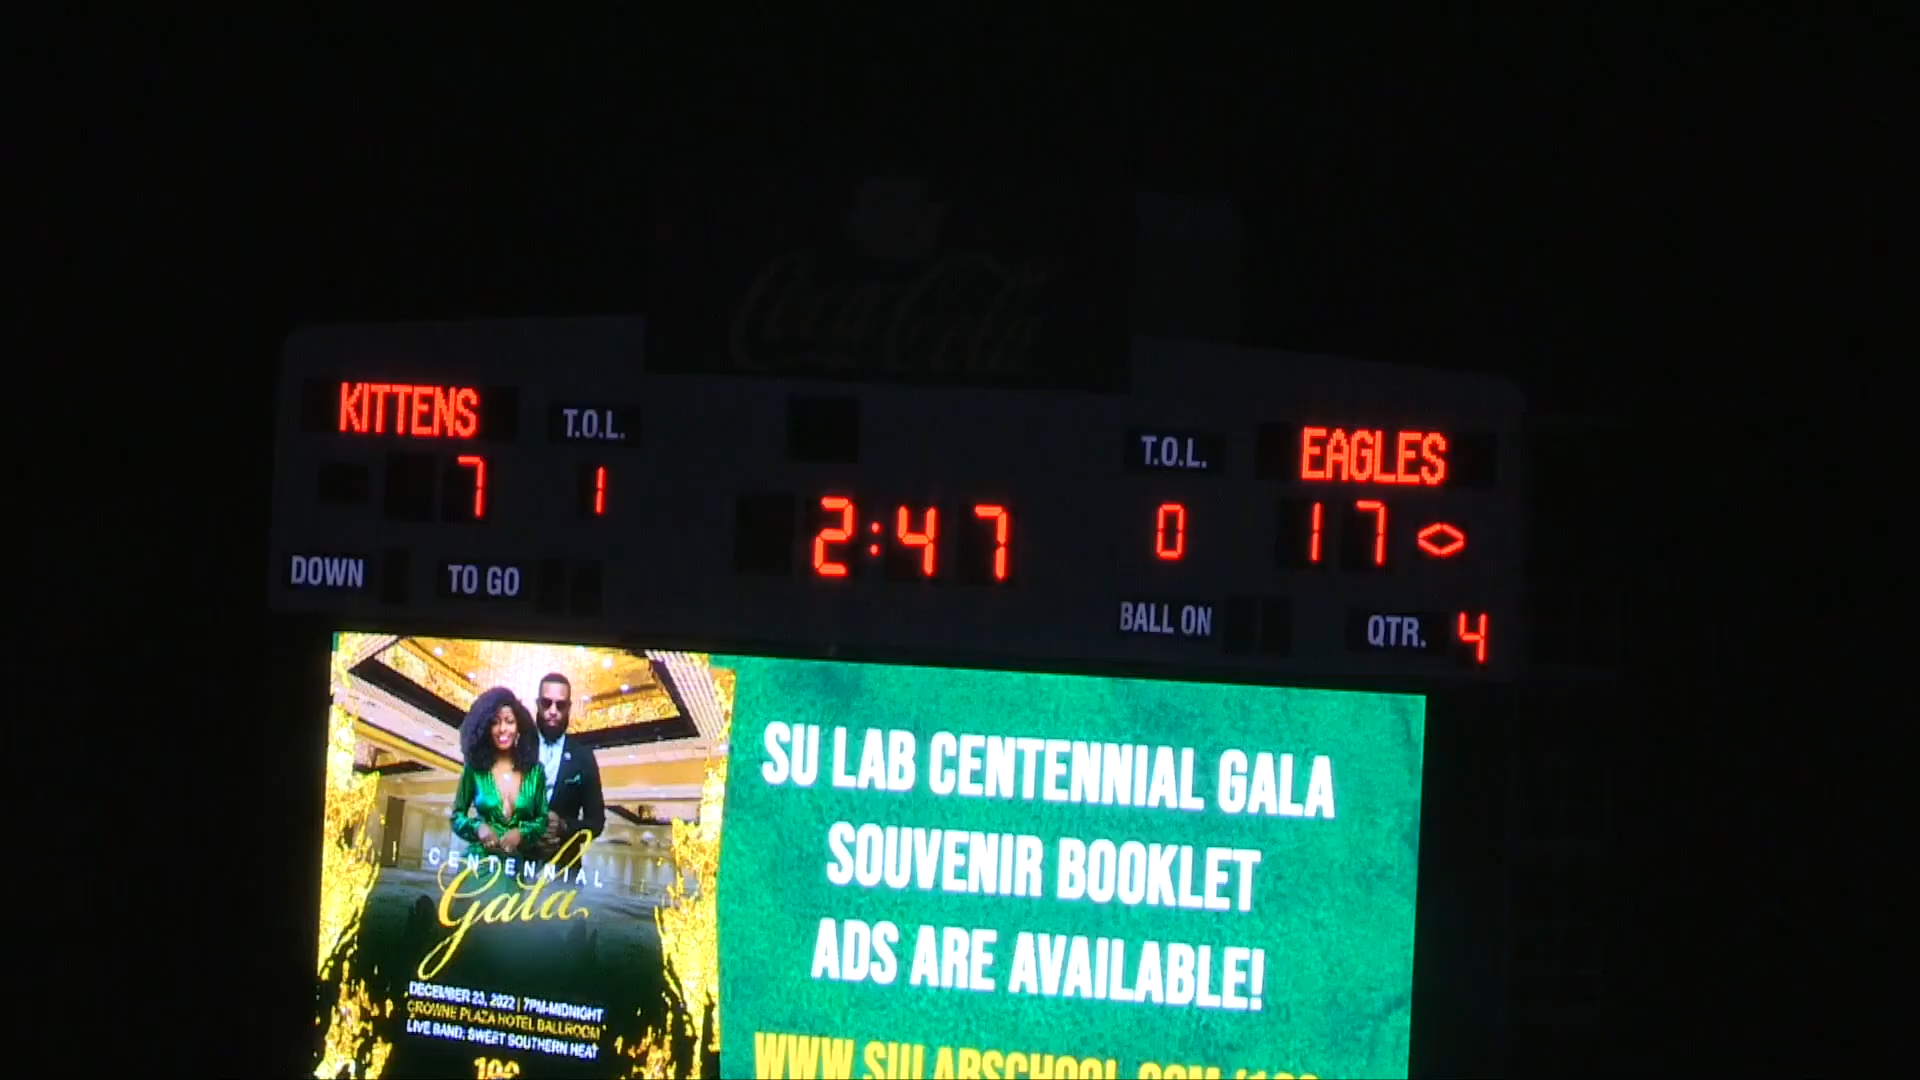 Coca-Cola
KITTENS T.O.L. T.O.L. EAGLES
7 1 2:47 0 17
DOWN TO GO BALL ON QTR. 4
CENTENNIAL
Gala
DECEMBER 23, 2022 | 7PM-MIDNIGHT
CROWNE PLAZA HOTEL BALLROOM
LIVE BAND, SWEET SOUTHERN HEAT
100
SU LAB CENTENNIAL GALA
SOUVENIR BOOKLET
ADS ARE AVAILABLE!